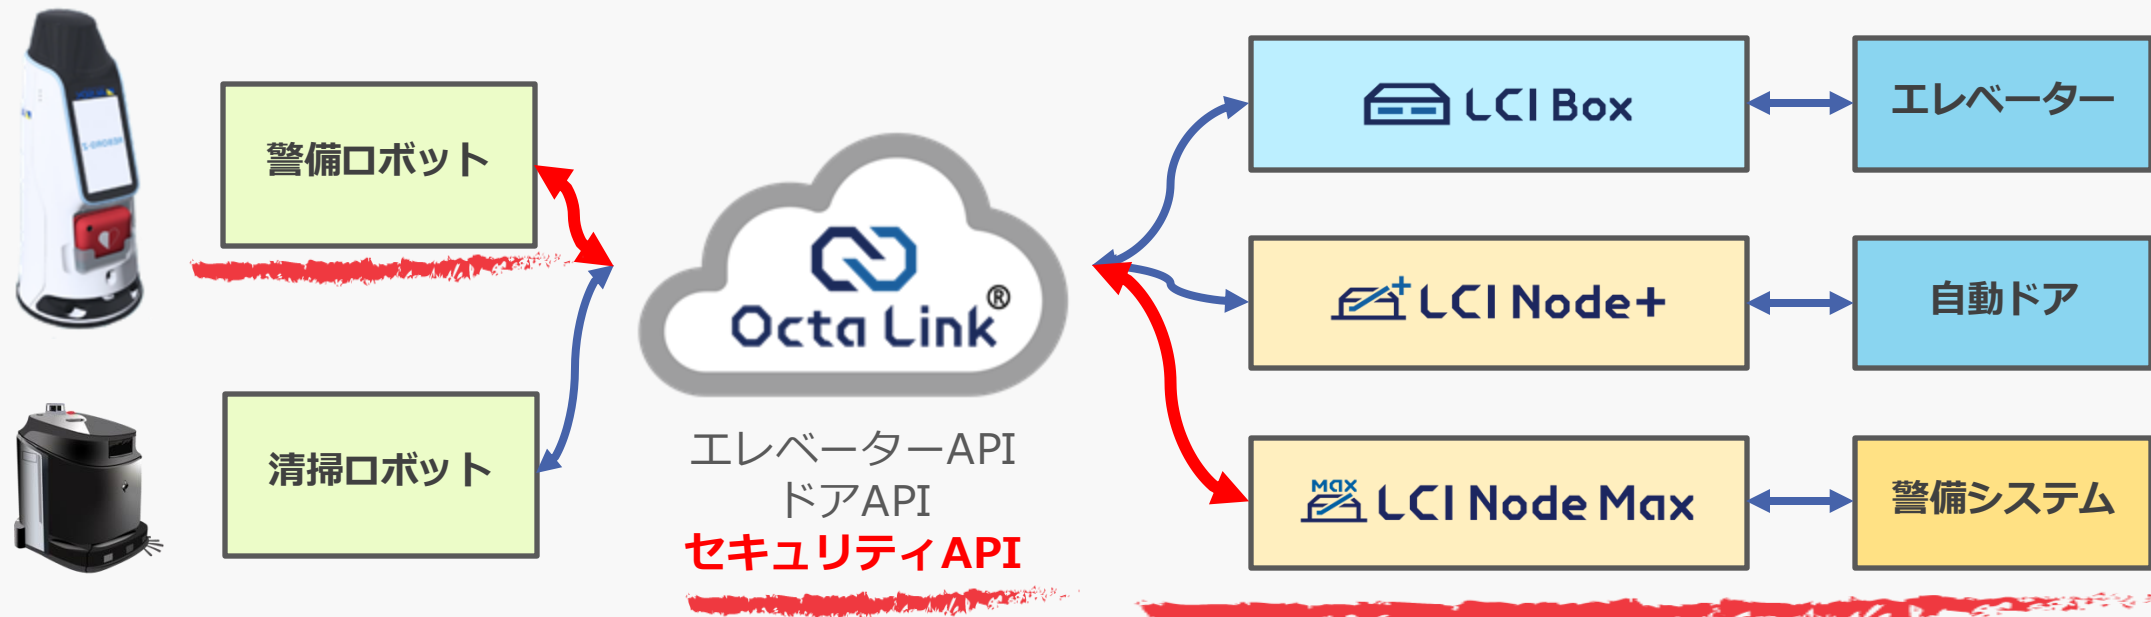 警備ロボット
清掃ロボット
Octa Link®
エレベーターAPI
ドアAPI
セキュリティAPI
LCI Box
エレベーター
+ LCI Node+
自動ドア
Max LCI Node Max
警備システム